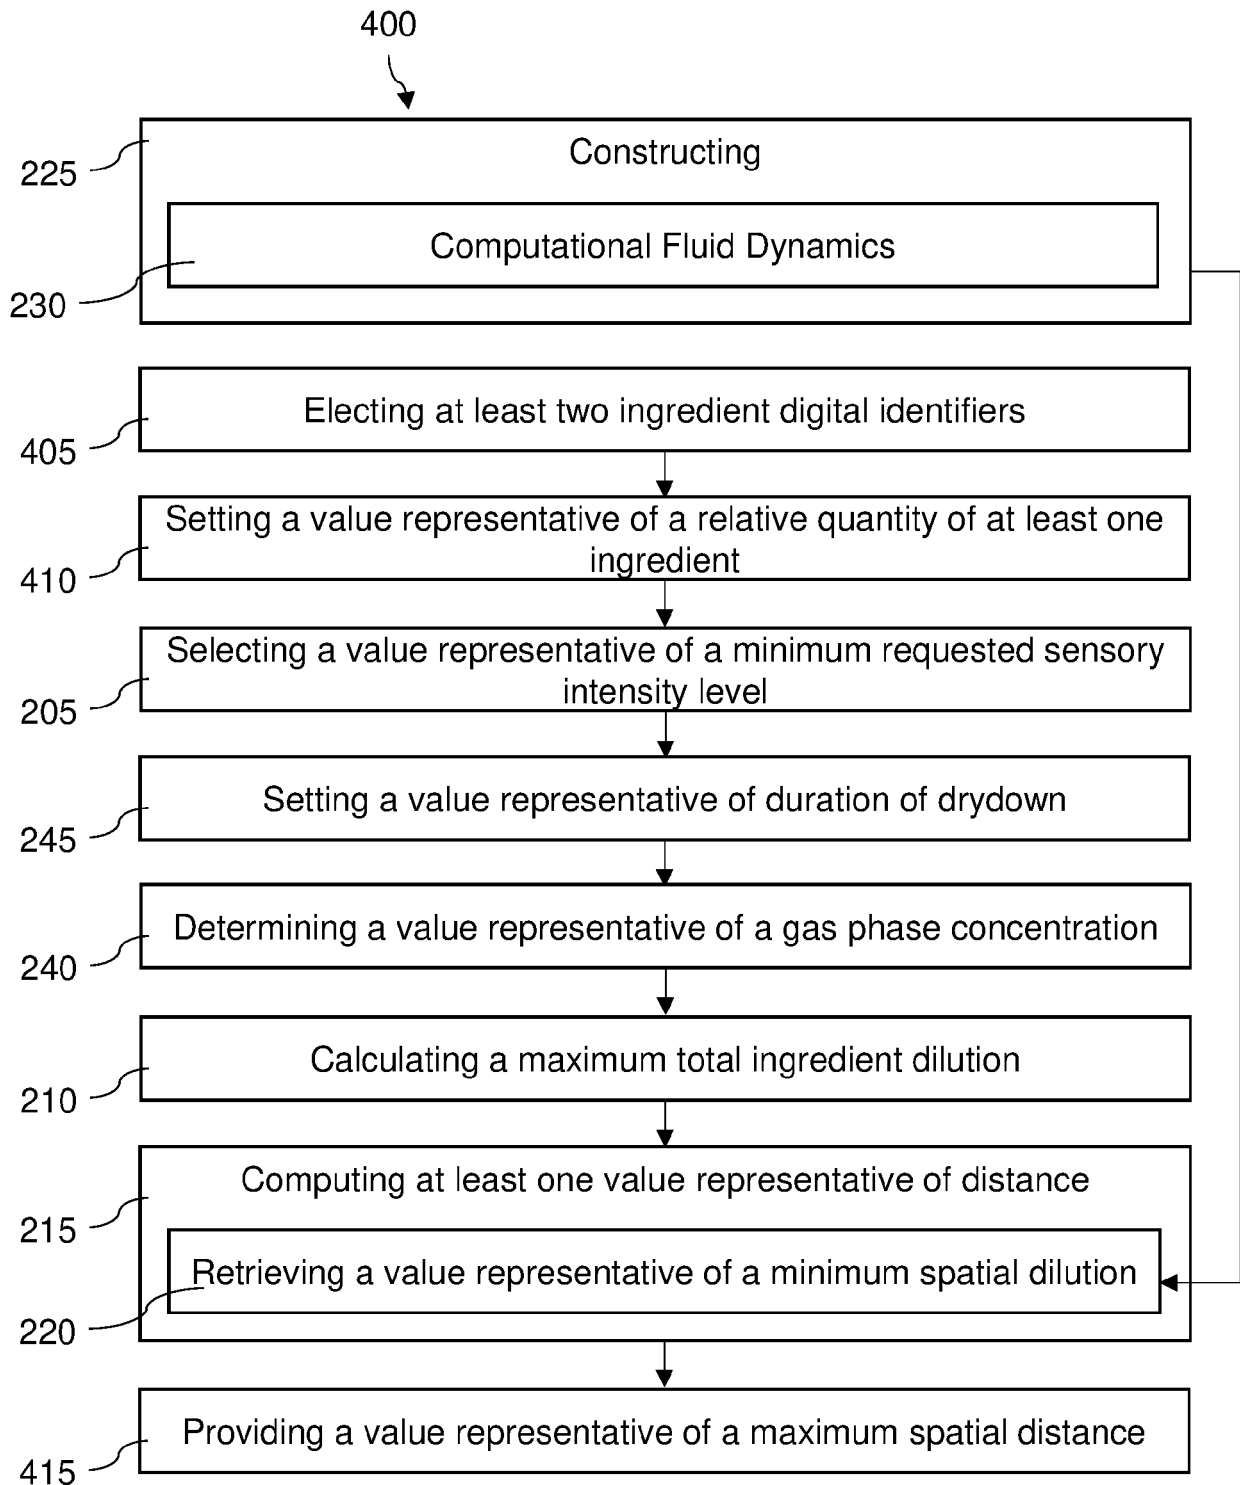 400
225
Constructing
Computational Fluid Dynamics
230
Electing at least two ingredient digital identifiers
405
Setting a value representative of a relative quantity of at least one
ingredient
410
Selecting a value representative of a minimum requested sensory
intensity level
205
Setting a value representative of duration of drydown
245
Determining a value representative of a gas phase concentration
240
Calculating a maximum total ingredient dilution
210
Computing at least one value representative of distance
215
Retrieving a value representative of a minimum spatial dilution
220
Providing a value representative of a maximum spatial distance
415